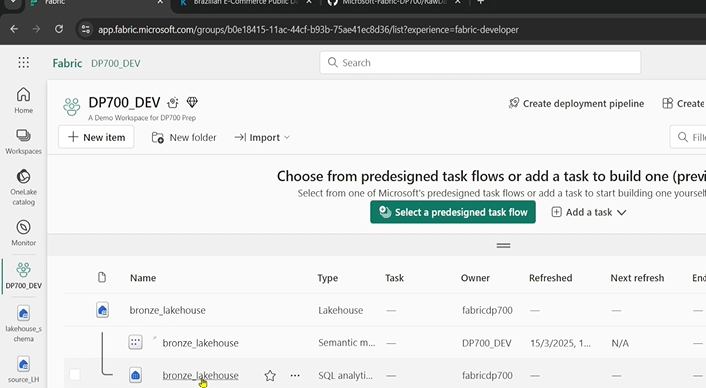 Fabric
Brazilian E-Commerce Public D
Microsoft-Fabric-DP700/RawDa
app.fabric.microsoft.com/groups/b0e18415-11ac-44cf-b93b-75ae41ec8d36/list?experience=fabric-developer
Fabric DP700_DEV
Search
Home
Workspaces
OneLake
catalog
Monitor
DP700_DEV
lakehouse_s
chema
source_LH
DP700_DEV
A Demo Workspace for DP700 Prep
Create deployment pipeline
Create
New item
New folder
Import
Filt
Choose from predesigned task flows or add a task to build one (previ
Select from one of Microsoft's predesigned task flows or add a task to start building one yourself
Select a predesigned task flow
Add a task
Name Type Task Owner Refreshed Next refresh End
bronze_lakehouse Lakehouse — fabricdp700 — — —
bronze_lakehouse Semantic m... — DP700_DEV 15/3/2025, 1... N/A —
bronze_lakehouse ... SQL analyti... — fabricdp700 — — —